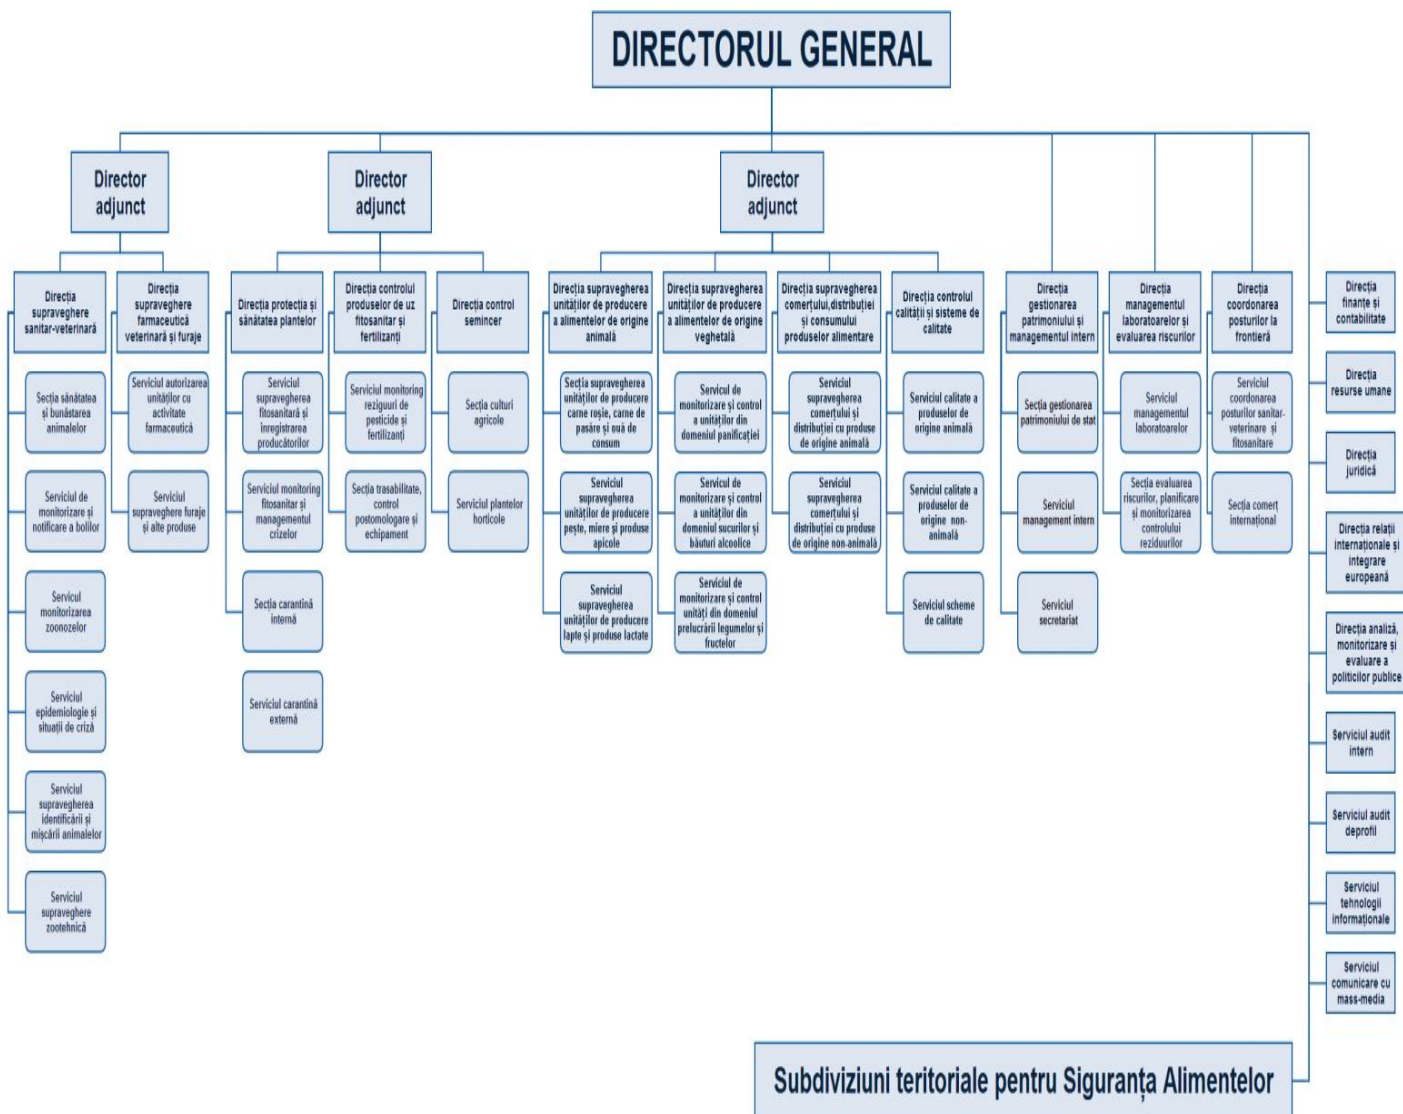 DIRECTORUL GENERAL
Director
adjunct
Director
adjunct
Director
adjunct
Direcția
supraveghere
sanitar-veterinară
Direcția
supraveghere
farmaceutică
veterinară și furaje
Direcția protecția și
sănătatea plantelor
Direcția controlul
produselor de uz
fitosanitar și
fertilizanți
Direcția control
semincer
Direcția supravegherea
unităților de producere
a alimentelor de origine
animală
Direcția supravegherea
unităților de producere
a alimentelor de origine
veghetală
Direcția supravegherea
comerțului,distribuției
și consumului
produselor alimentare
Direcția controlul
calității și sisteme de
calitate
Direcția
gestionarea
patrimoniului și
managementul intern
Direcția
managementul
laboratoarelor și
evaluarea riscurilor
Direcția
coordonarea
posturilor la
frontieră
Direcția
finanțe și
contabilitate
Secția sănătatea
și bunăstarea
animalelor
Serviciul autorizarea
unităților cu
activitate
farmaceutică
Serviciul
supravegherea
fitosanitară și
inregistrarea
producătorilor
Serviciul monitoring
reziguuri de
pesticide și
fertilizanți
Secția culturi
agricole
Secția supravegherea
unităților de producere
carne roșie, carne de
pasăre și ouă de
consum
Servicul de
monitorizare și control
a unităților din
domeniul panificației
Serviciul
supravegherea
comerțului și
distribuției cu produse
de origine animală
Serviciul calitate a
produselor de
origine animală
Secția gestionarea
patrimoniului de stat
Serviciul
managementul
laboratoarelor
Serviciul
coordonarea
posturilor sanitar-
veterinare și
fitosanitare
Direcția
resurse umane
Direcția
juridică
Serviciul de
monitorizare și
notificare a bolilor
Serviciul
supraveghere furaje
și alte produse
Serviciul monitoring
fitosanitar și
managementul
crizelor
Secția trasabilitate,
control
postomologare și
echipament
Serviciul plantelor
horticole
Serviciul
supravegherea
unităților de producere
pește, miere și produse
apicole
Servicul de
monitorizare și control
a unităților din
domeniul sucurilor și
băuturi alcoolice
Serviciul
supravegherea
comerțului și
distribuției cu produse
de origine non-animală
Serviciul calitate a
produselor de
origine non-
animală
Serviciul
management intern
Secția evaluarea
riscurilor, planificare
și monitorizarea
controlului
reziduurilor
Secția comerț
internațional
Direcția relații
internaționale și
integrare
europeană
Servicul
monitorizarea
zoonozelor
Secția carantină
internă
Serviciul
supravegherea
unităților de producere
lapte și produse lactate
Serviciul de
monitorizare și control
unități din domeniul
prelucrării legumelor și
fructelor
Serviciul scheme
de calitate
Serviciul
secretariat
Direcția analiză,
monitorizare și
evaluare a
politicilor publice
Serviciul
epidemiologie și
situații de criză
Serviciul carantină
externă
Serviciul audit
intern
Serviciul
supravegherea
identificării și
mișcării animalelor
Serviciul audit
deprofil
Serviciul
supraveghere
zootehnică
Serviciul
tehnologii
informaționale
Serviciul
comunicare cu
mass-media
Subdiviziuni teritoriale pentru Siguranța Alimentelor